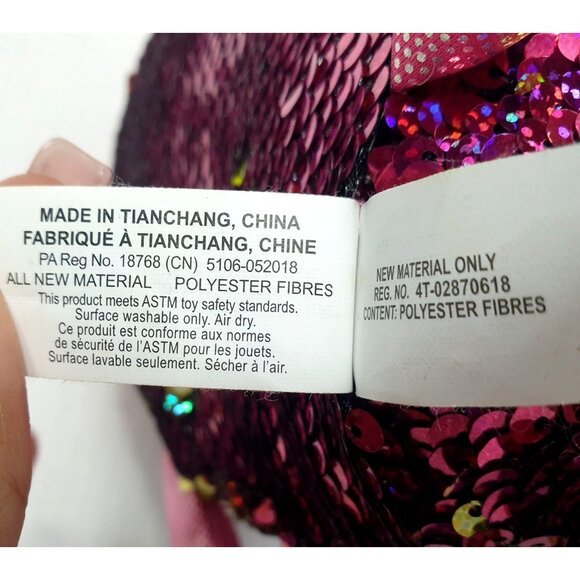 MADE IN TIANCHANG, CHINA
FABRIQUÉ À TIANCHANG, CHINE
PA Reg No. 18768 (CN) 5106-052018
ALL NEW MATERIAL POLYESTER FIBRES
This product meets ASTM toy safety standards.
Surface washable only. Air dry.
Ce produit est conforme aux normes
de sécurité de l'ASTM pour les jouets.
Surface lavable seulement. Sécher à l'air.
NEW MATERIAL ONLY
REG. NO. 4T-02870618
CONTENT: POLYESTER FIBRES